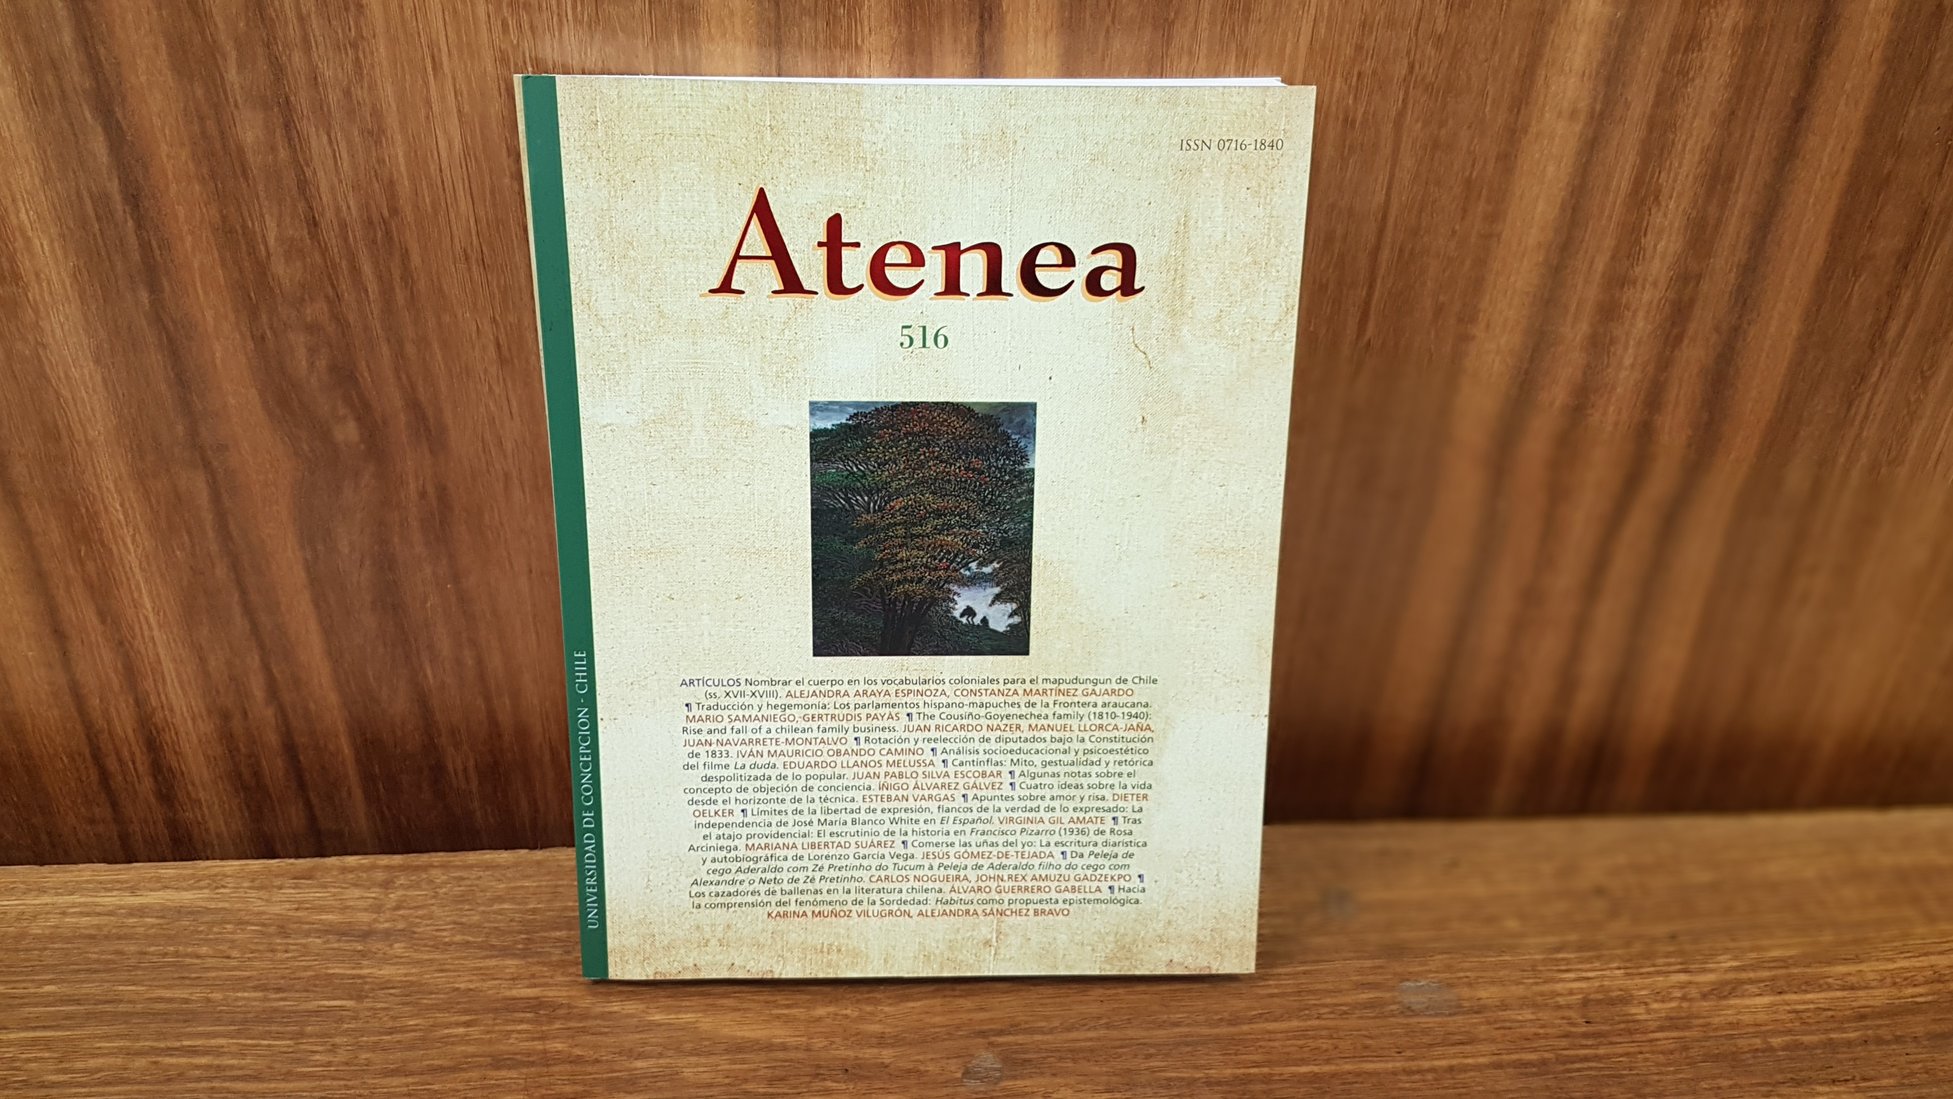 ISSN 0716-1840
Atenea
516
ARTÍCULOS Nombrar el cuerpo en los vocabularios coloniales para el mapudungun de Chile
(ss. XVII-XVIII). ALEJANDRA ARAYA ESPINOZA, CONSTANZA MARTÍNEZ GAJARDO
¶ Traducción y hegemonía: Los parlamentos hispano-mapuches de la Frontera araucana.
MARIO SAMANIEGO, GERTRUDIS PAYÀS ¶ The Cousiño-Goyenechea family (1810-1940):
Rise and fall of a chilean family business. JUAN RICARDO NAZER, MANUEL LLORCA-JAÑA,
JUAN NAVARRETE-MONTALVO ¶ Rotación y reelección de diputados bajo la Constitución
de 1833. IVÁN MAURICIO OBANDO CAMINO ¶ Análisis socioeducacional y psicoestético
del filme La duda. EDUARDO LLANOS MELUSSA ¶ Cantinflas: Mito, gestualidad y retórica
despolitizada de lo popular. JUAN PABLO SILVA ESCOBAR ¶ Algunas notas sobre el
concepto de objeción de conciencia. ÍÑIGO ÁLVAREZ GÁLVEZ ¶ Cuatro ideas sobre la vida
desde el horizonte de la técnica. ESTEBAN VARGAS ¶ Apuntes sobre amor y risa. DIETER
OELKER ¶ Límites de la libertad de expresión, flancos de la verdad de lo expresado: La
independencia de José María Blanco White en El Español. VIRGINIA GIL AMATE ¶ Tras
el atajo providencial: El escrutinio de la historia en Francisco Pizarro (1936) de Rosa
Arciniega. MARIANA LIBERTAD SUÁREZ ¶ Comerse las uñas del yo: La escritura diarística
y autobiográfica de Lorenzo García Vega. JESÚS GÓMEZ-DE-TEJADA ¶ Da Peleja de
cego Aderaldo com Zé Pretinho do Tucum à Peleja de Aderaldo filho do cego com
Alexandre o Neto de Zé Pretinho. CARLOS NOGUEIRA, JOHN REX AMUZU GADZEKPO ¶
Los cazadores de ballenas en la literatura chilena. ÁLVARO GUERRERO GABELLA ¶ Hacia
la comprensión del fenómeno de la Sordedad: Habitus como propuesta epistemológica.
KARINA MUÑOZ VILUGRÓN, ALEJANDRA SÁNCHEZ BRAVO
UNIVERSIDAD DE CONCEPCION - CHILE